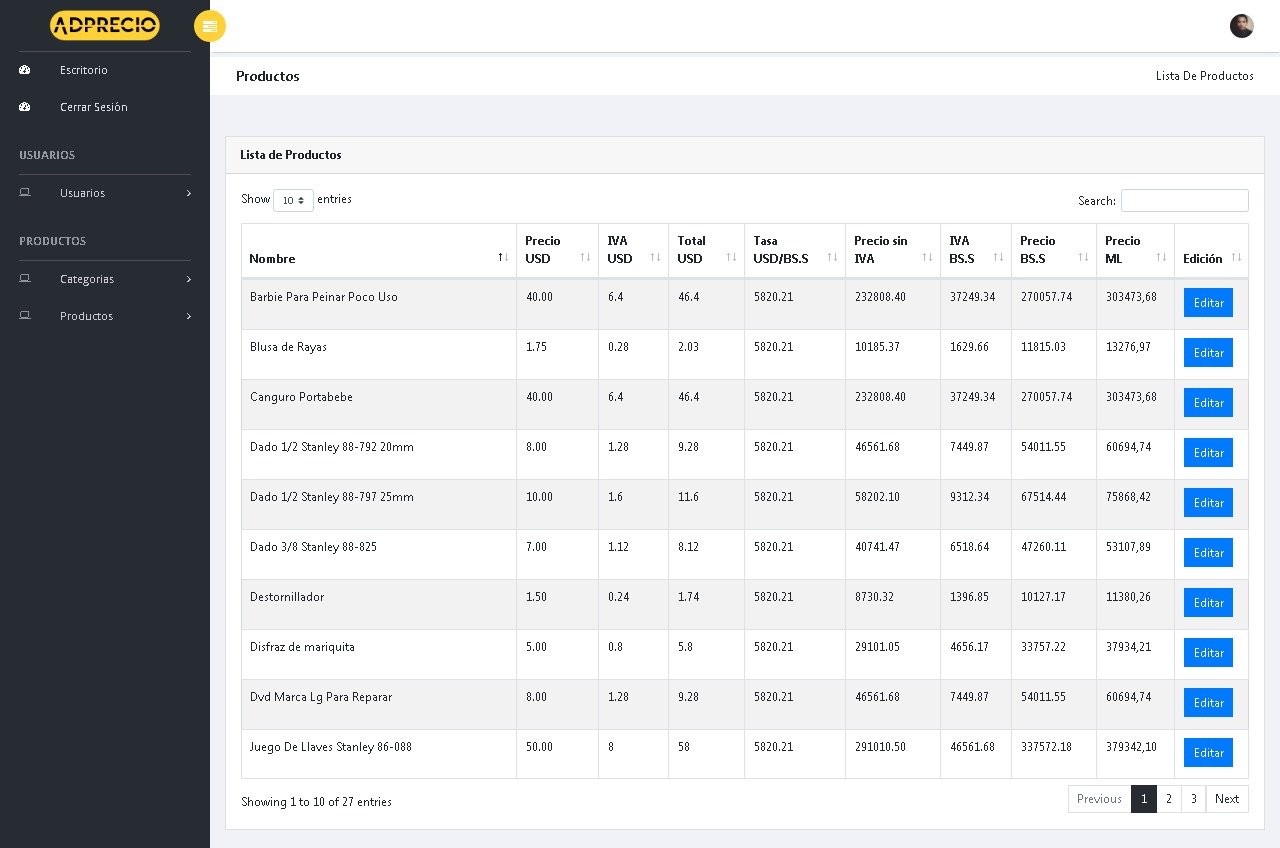 ADPRECIO
Escritorio
Cerrar Sesión
USUARIOS
Usuarios
PRODUCTOS
Categorias
Productos
Productos
Lista De Productos
Lista de Productos
Show 10 entries
Search:
Nombre Precio USD IVA USD Total USD Tasa USD/BS.S Precio sin IVA IVA BS.S Precio BS.S Precio ML Edición
Barbie Para Peinar Poco Uso 40.00 6.4 46.4 5820.21 232808.40 37249.34 270057.74 303473,68 Editar
Blusa de Rayas 1.75 0.28 2.03 5820.21 10185.37 1629.66 11815.03 13276,97 Editar
Canguro Portabebe 40.00 6.4 46.4 5820.21 232808.40 37249.34 270057.74 303473,68 Editar
Dado 1/2 Stanley 88-792 20mm 8.00 1.28 9.28 5820.21 46561.68 7449.87 54011.55 60694,74 Editar
Dado 1/2 Stanley 88-797 25mm 10.00 1.6 11.6 5820.21 58202.10 9312.34 67514.44 75868,42 Editar
Dado 3/8 Stanley 88-825 7.00 1.12 8.12 5820.21 40741.47 6518.64 47260.11 53107,89 Editar
Destornillador 1.50 0.24 1.74 5820.21 8730.32 1396.85 10127.17 11380,26 Editar
Disfraz de mariquita 5.00 0.8 5.8 5820.21 29101.05 4656.17 33757.22 37934,21 Editar
Dvd Marca Lg Para Reparar 8.00 1.28 9.28 5820.21 46561.68 7449.87 54011.55 60694,74 Editar
Juego De Llaves Stanley 86-088 50.00 8 58 5820.21 291010.50 46561.68 337572.18 379342,10 Editar
Showing 1 to 10 of 27 entries
Previous 1 2 3 Next